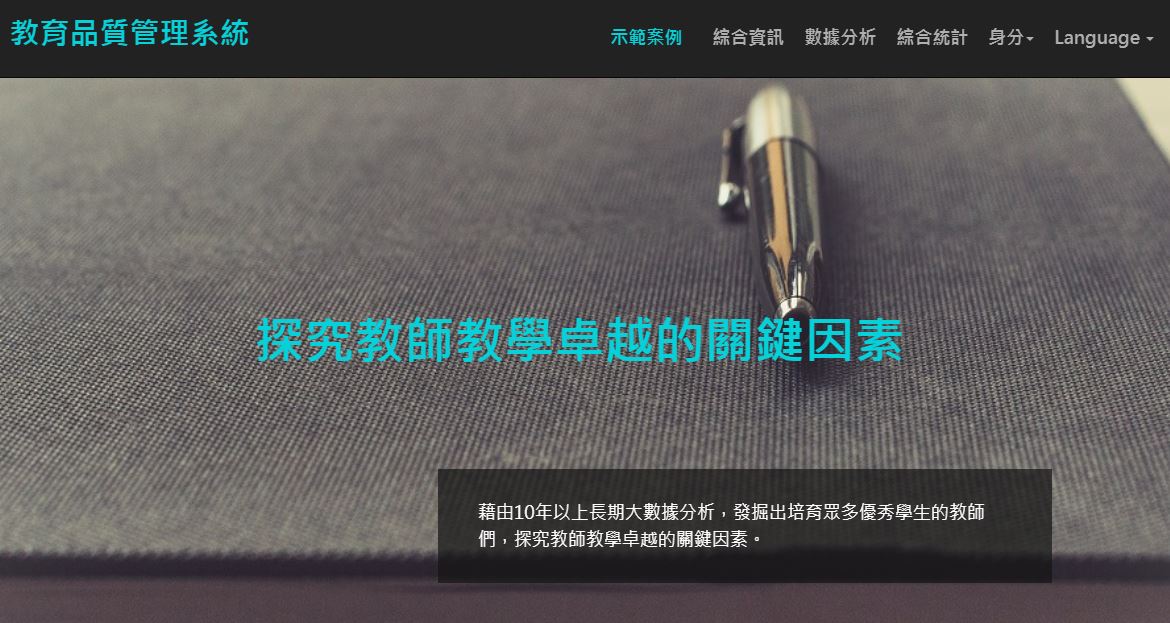 教育品質管理系統
示範案例 綜合資訊 數據分析 綜合統計 身分 Language
探究教師教學卓越的關鍵因素
藉由10年以上長期大數據分析，發掘出培育眾多優秀學生的教師
們，探究教師教學卓越的關鍵因素。